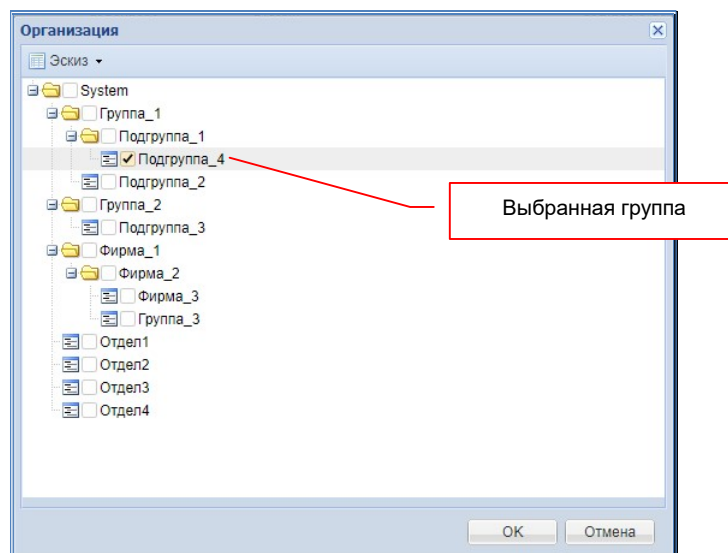 Организация
Эскиз
System
Группа_1
Подгруппа_1
Подгруппа_4
Подгруппа_2
Выбранная группа
Группа_2
Подгруппа_3
Фирма_1
Фирма_2
Фирма_3
Группа_3
Отдел1
Отдел2
Отдел3
Отдел4
OK Отмена